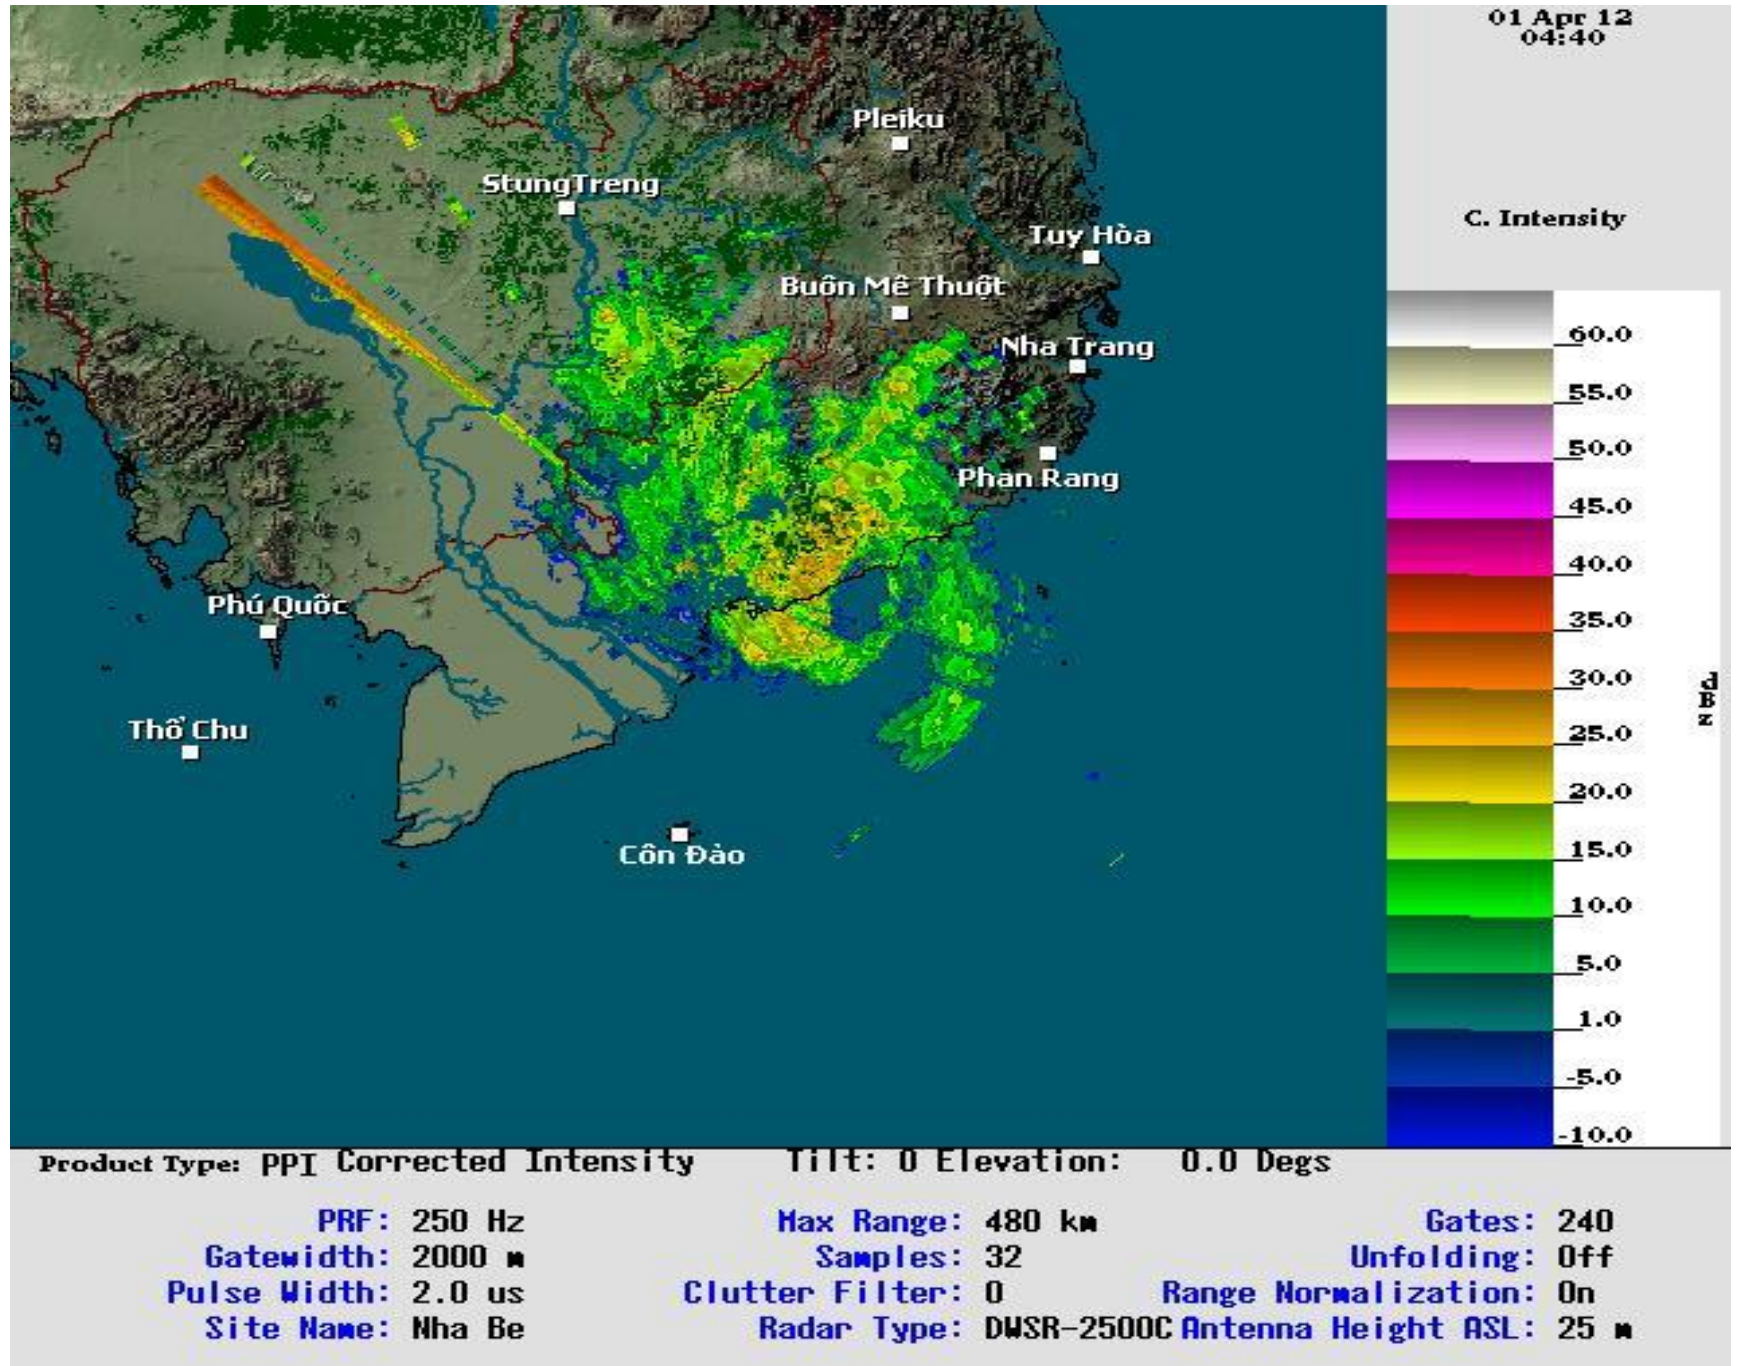 01 Apr 12
04:40
Pleiku
StungTreng
C. Intensity
Tuy Hòa
Buôn Mê Thuột
60.0
Nha Trang
55.0
50.0
Phan Rang
45.0
40.0
Phú Quốc
35.0
30.0
dBz
Thổ Chu
25.0
20.0
Côn Đảo
15.0
10.0
5.0
1.0
-5.0
-10.0
Product Type: PPI Corrected Intensity Tilt: 0 Elevation: 0.0 Degs
PRF: 250 Hz Max Range: 480 km Gates: 240
Gatewidth: 2000 m Samples: 32 Unfolding: Off
Pulse Width: 2.0 us Clutter Filter: 0 Range Normalization: On
Site Name: Nha Be Radar Type: DWSR-2500C Antenna Height ASL: 25 m